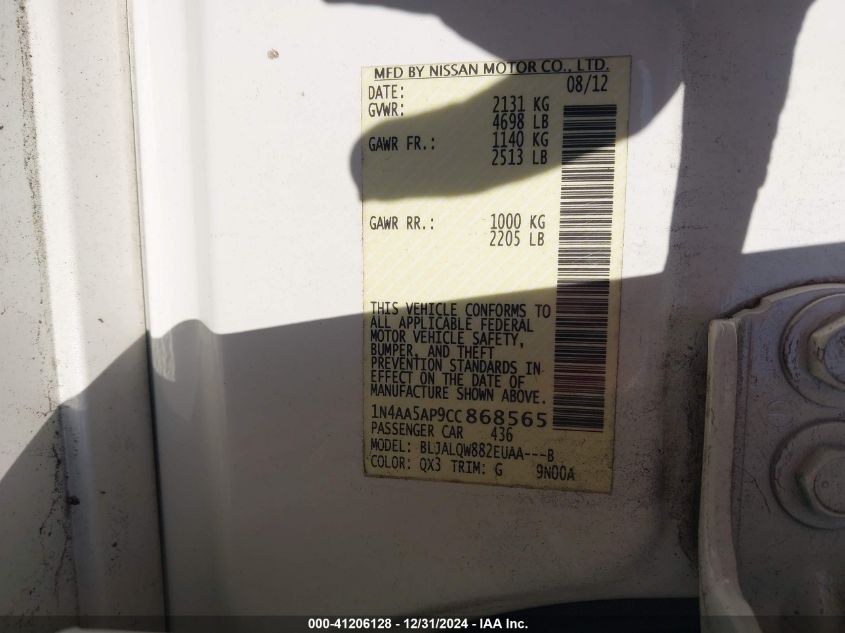 MFD BY NISSAN MOTOR CO., LTD.
DATE: 08/12
GVWR: 2131 KG
4698 LB
GAWR FR.: 1140 KG
2513 LB
GAWR RR.: 1000 KG
2205 LB
THIS VEHICLE CONFORMS TO
ALL APPLICABLE FEDERAL
MOTOR VEHICLE SAFETY,
BUMPER, AND THEFT
PREVENTION STANDARDS IN
EFFECT ON THE DATE OF
MANUFACTURE SHOWN ABOVE.
1N4AA5AP9CC868565
PASSENGER CAR 436
MODEL: BLJALQW882EUAA---B
COLOR: QX3 TRIM: G 9N00A
000-41206128 - 12/31/2024 - IAA Inc.